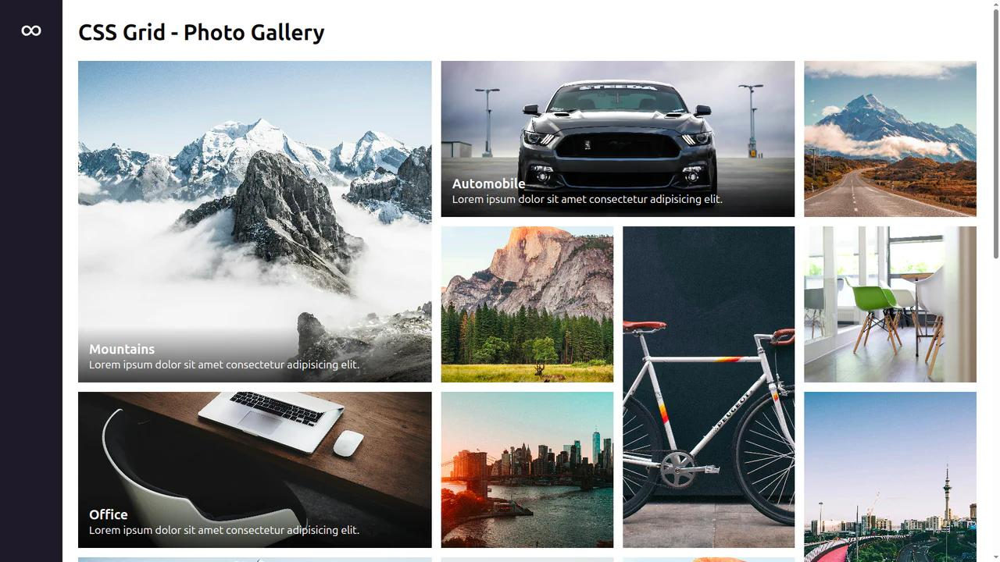 CSS Grid - Photo Gallery
STEEDA
Automobile
Lorem ipsum dolor sit amet consectetur adipisicing elit.
Mountains
Lorem ipsum dolor sit amet consectetur adipisicing elit.
PEUGEOT
Office
Lorem ipsum dolor sit amet consectetur adipisicing elit.